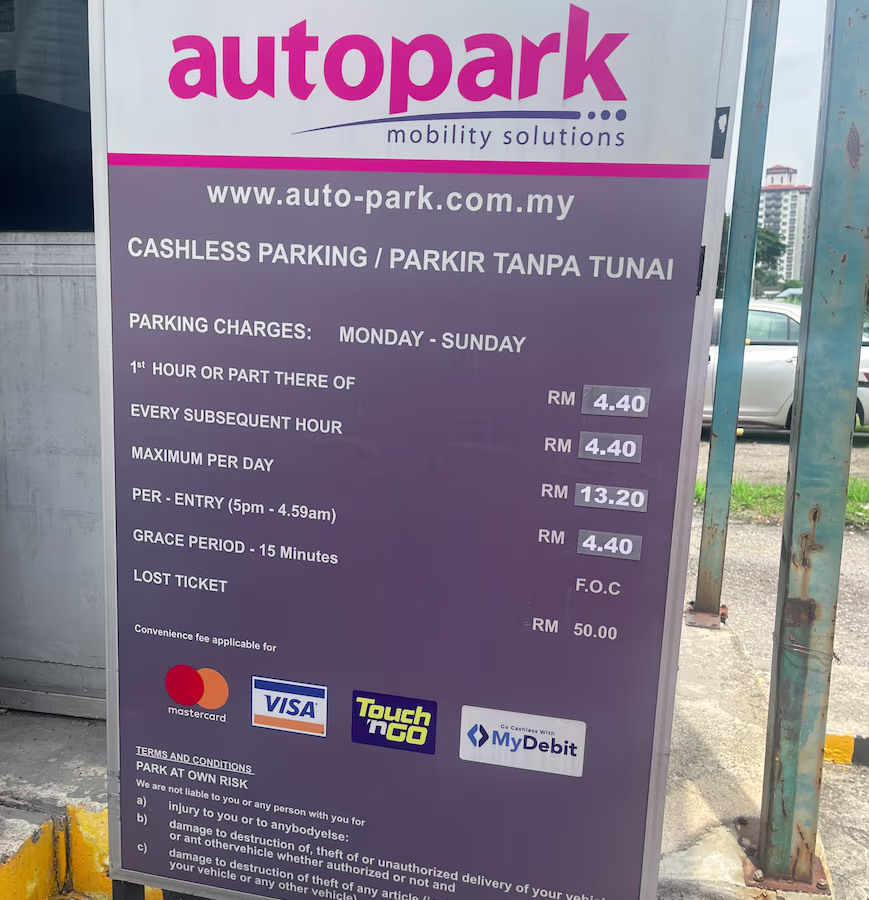 autopark
mobility solutions
www.auto-park.com.my
CASHLESS PARKING / PARKIR TANPA TUNAI
PARKING CHARGES: MONDAY - SUNDAY
1st HOUR OR PART THERE OF RM 4.40
EVERY SUBSEQUENT HOUR RM 4.40
MAXIMUM PER DAY RM 13.20
PER - ENTRY (5pm - 4.59am) RM 4.40
GRACE PERIOD - 15 Minutes F.O.C
LOST TICKET RM 50.00
Convenience fee applicable for
mastercard
VISA
Touch
'nGO
Go Cashless With
MyDebit
TERMS AND CONDITIONS
PARK AT OWN RISK
We are not liable to you or any person with you for
a) injury to you or to anybodyelse:
b) damage to destruction of, theft of or unauthorized delivery of your
or ant othervehicle whether authorized or not and
c) damage to destruction of theft of any article
your vehicle or any other vehicle)